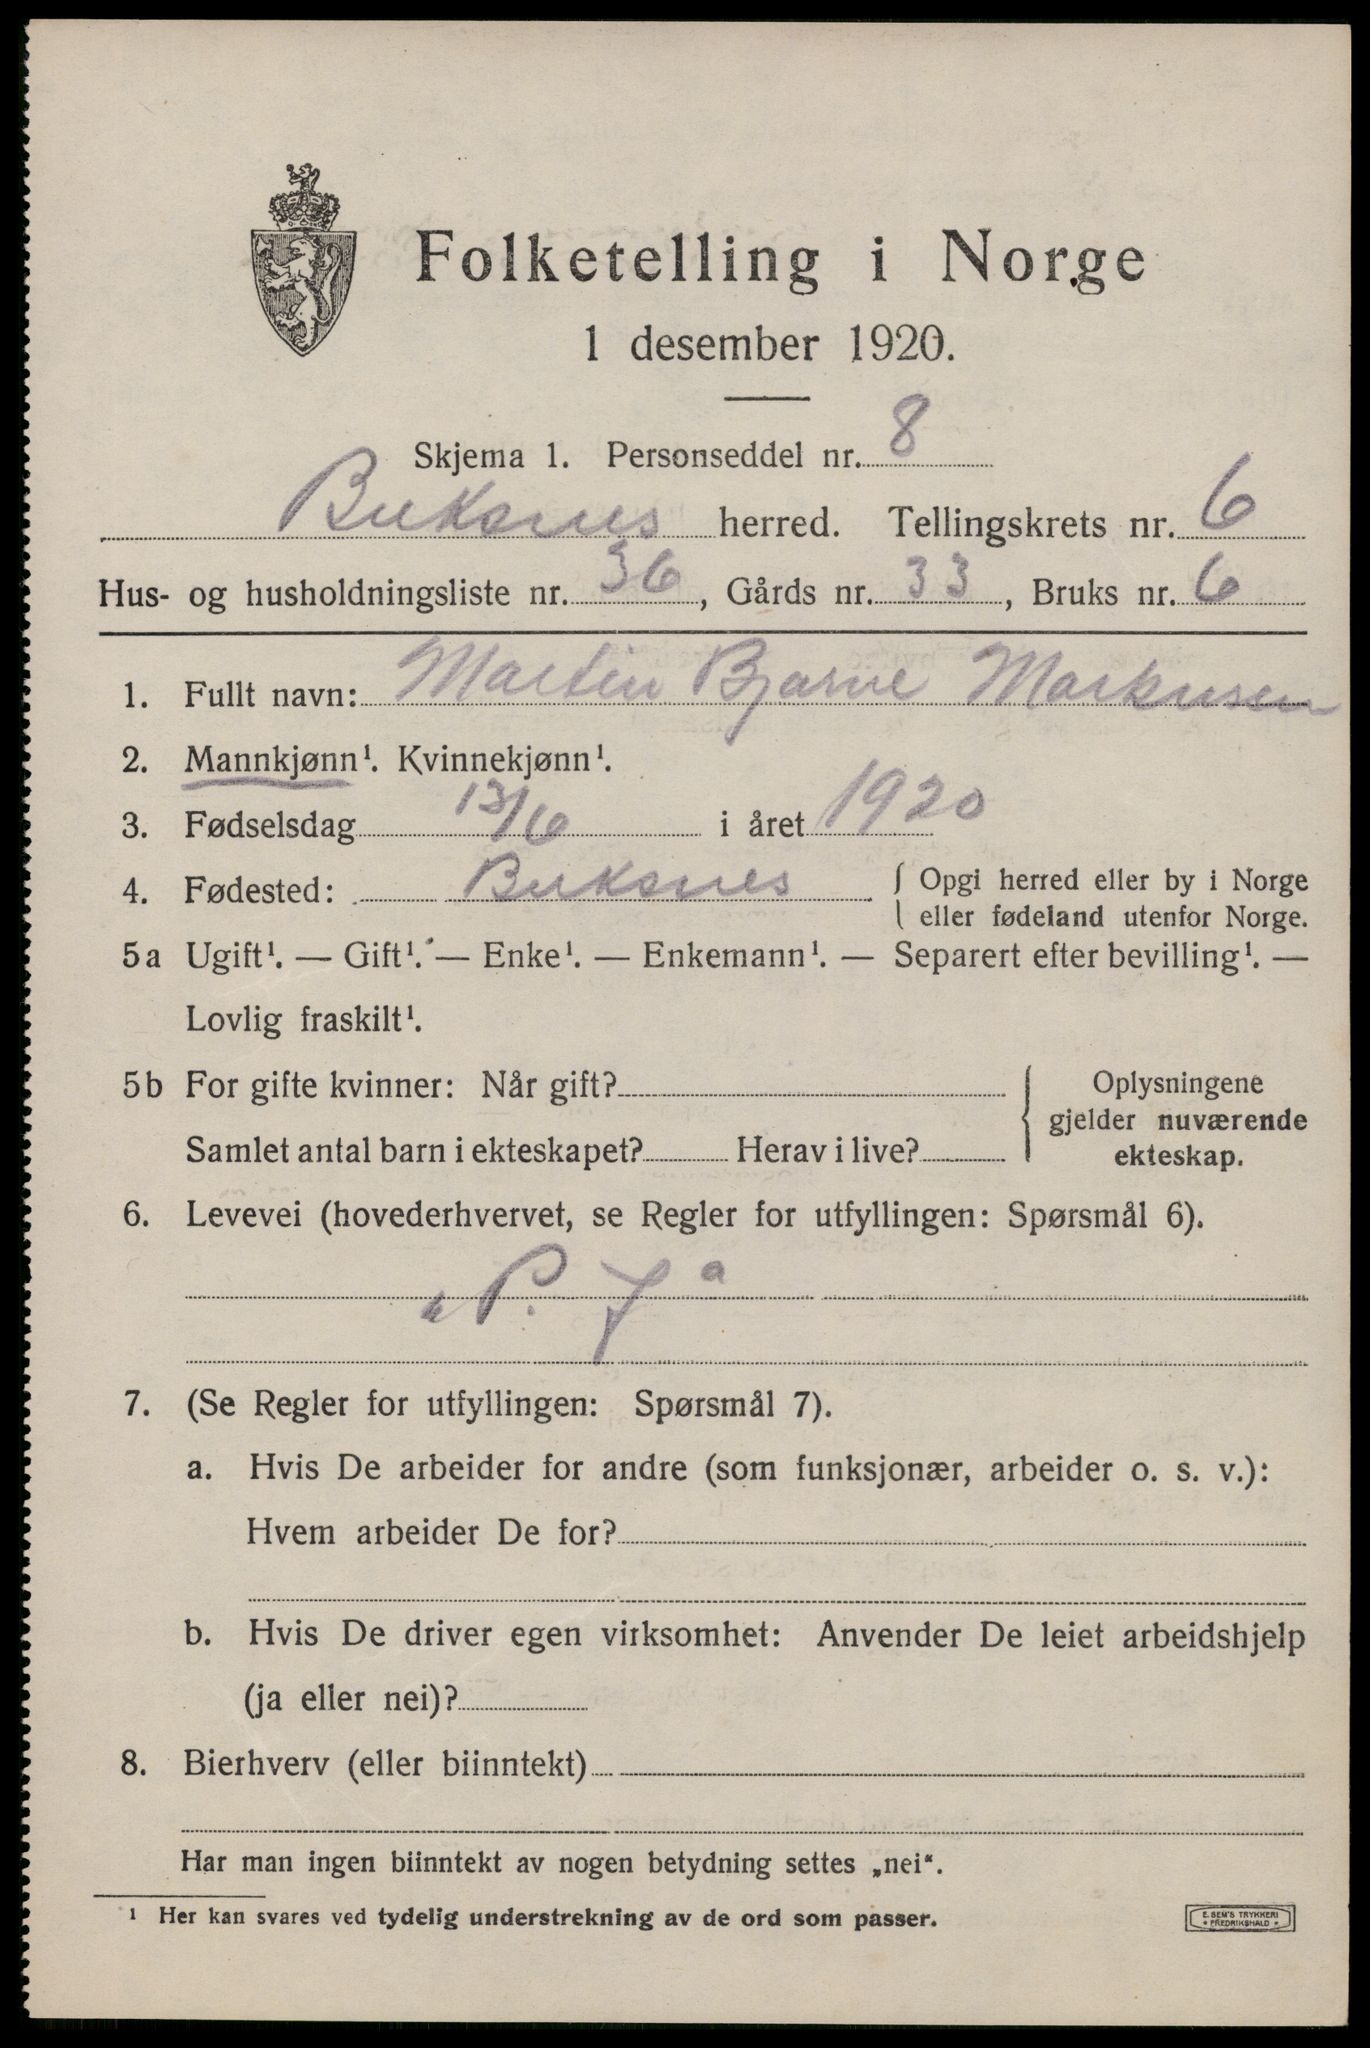 Folketelling i Norge
1 desember 1920.
Skjema 1. Personseddel nr. 8
Buksnes herred. Tellingskrets nr. 6
Hus- og husholdningsliste nr. 36, Gårds nr. 33, Bruks nr. 6
1. Fullt navn: Martin Bjarne Markusen
2. Mannkjønn¹. Kvinnekjønn¹.
3. Fødselsdag 13/6 i året 1920
4. Fødested: Buksnes { Opgi herred eller by i Norge
eller fødeland utenfor Norge.
5a Ugift¹. — Gift¹. — Enke¹. — Enkemann¹. — Separert efter bevilling¹. —
Lovlig fraskilt¹.
5b For gifte kvinner: Når gift? Oplysningene
gjelder nuværende
Samlet antal barn i ekteskapet? Herav i live? ekteskap.
6. Levevei (hovederhvervet, se Regler for utfyllingen: Spørsmål 6).
"P. 7 a
7. (Se Regler for utfyllingen: Spørsmål 7).
a. Hvis De arbeider for andre (som funksjonær, arbeider o. s. v.):
Hvem arbeider De for?
b. Hvis De driver egen virksomhet: Anvender De leiet arbeidshjelp
(ja eller nei)?
8. Bierhverv (eller biinntekt)
Har man ingen biinntekt av nogen betydning settes „nei“.
¹ Her kan svares ved tydelig understrekning av de ord som passer.
E. SEM'S TRYKKERI
• FREDRIKSHALD •